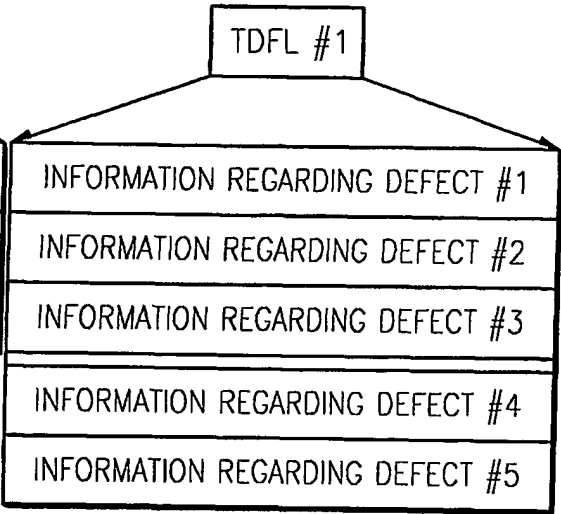 TDFL #1
INFORMATION REGARDING DEFECT #1
INFORMATION REGARDING DEFECT #2
INFORMATION REGARDING DEFECT #3
INFORMATION REGARDING DEFECT #4
INFORMATION REGARDING DEFECT #5